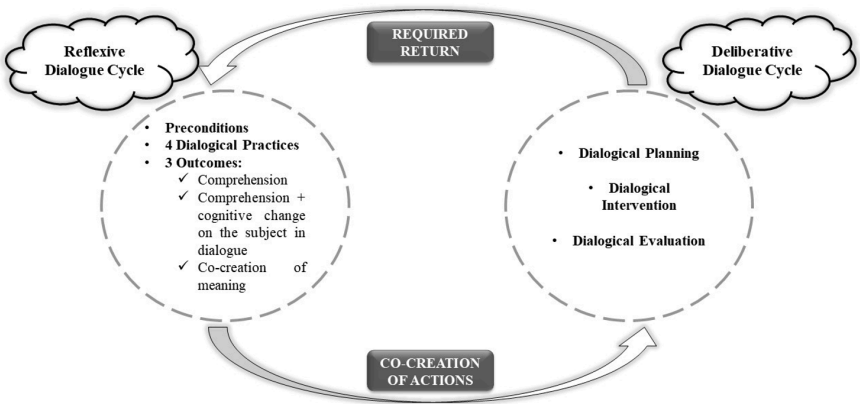 REQUIRED
RETURN
Reflexive
Dialogue Cycle
Deliberative
Dialogue Cycle
• Preconditions
• 4 Dialogical Practices
• 3 Outcomes:
✓ Comprehension
✓ Comprehension +
cognitive change
on the subject in
dialogue
✓ Co-creation of
meaning
• Dialogical Planning
• Dialogical
Intervention
• Dialogical Evaluation
CO-CREATION
OF ACTIONS